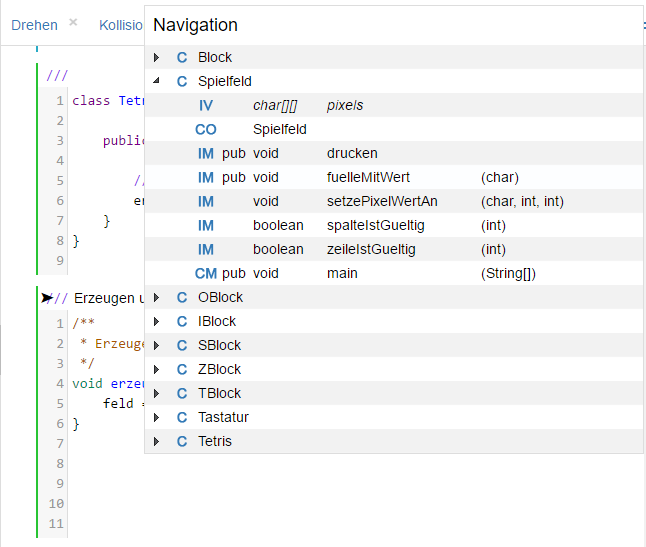 Drehen × Kollisio
Navigation
C Block
C Spielfeld
IV char[][] pixels
CO Spielfeld
IM pub void drucken
IM pub void fuelleMitWert (char)
IM void setzePixelWertAn (char, int, int)
IM boolean spalteIstGueltig (int)
IM boolean zeileIstGueltig (int)
CM pub void main (String[])
C OBlock
C IBlock
C SBlock
C ZBlock
C TBlock
C Tastatur
C Tetris
///
1 class Tetr
2
3 public
4
5 //
6 er
7 }
8 }
9
/// Erzeugen u
1 /**
2 * Erzeuge
3 */
4 void erzeu
5 feld =
6 }
7
8
9
10
11